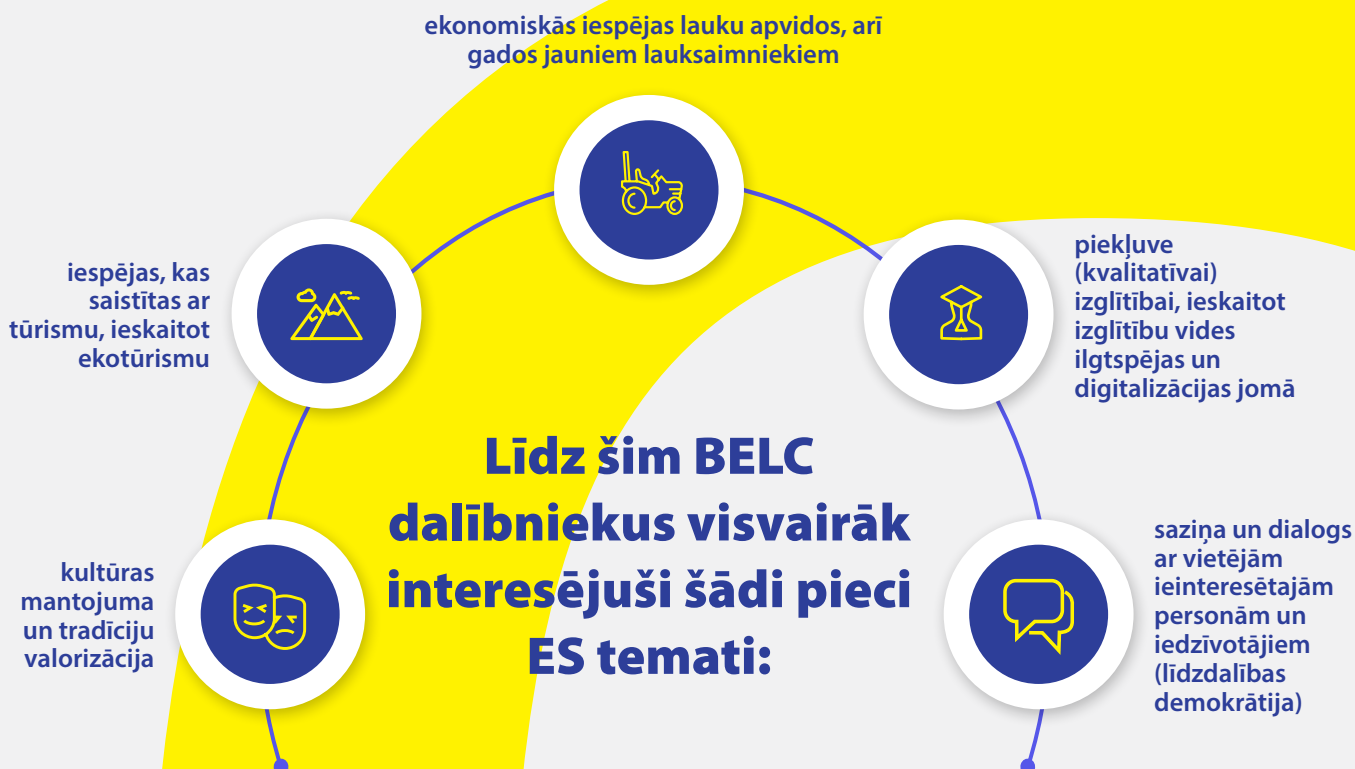 ekonomiskās iespējas lauku apvidos, arī
gados jauniem lauksaimniekiem
iespējas, kas
saistītas ar
tūrismu, ieskaitot
ekotūrismu
piekļuve
(kvalitatīvai)
izglītībai, ieskaitot
izglītību vides
ilgtspējas un
digitalizācijas jomā
Līdz šim BELC
dalībniekus visvairāk
interesējuši šādi pieci
ES temati:
kultūras
mantojuma
un tradīciju
valorizācija
saziņa un dialogs
ar vietējām
ieinteresētajām
personām un
iedzīvotājiem
(līdzdalības
demokrātija)